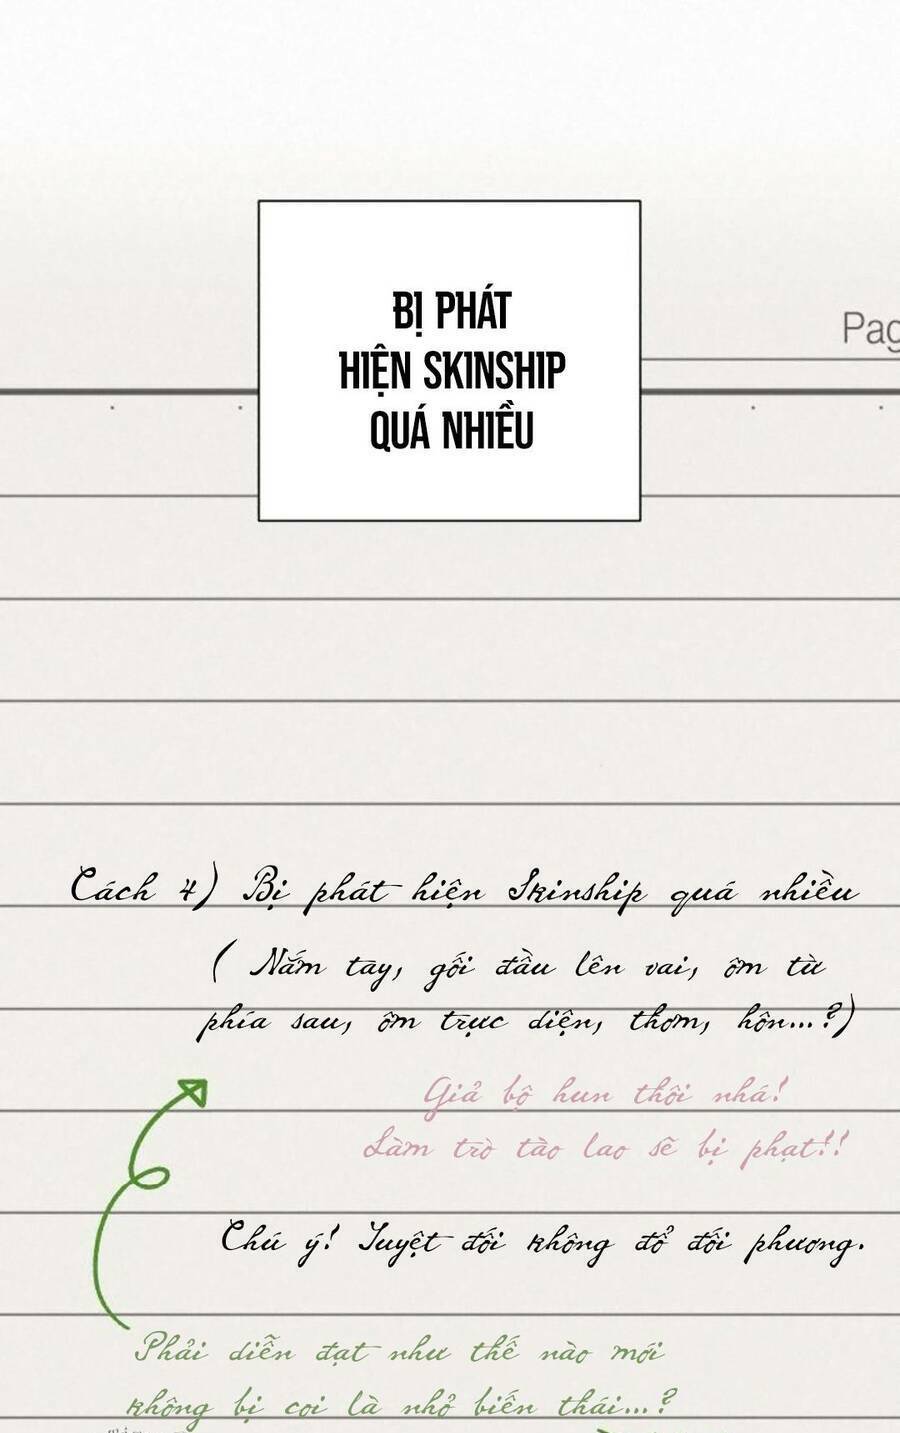 BỊ PHÁT
HIỆN SKINSHIP
QUÁ NHIỀU
Pag
Cách 4) Bị phát hiện Skinship quá nhiều
( Nắm tay, gối đầu lên vai, ôm từ
phía sau, ôm trực diện, thơm, hôn...?)
Giả bộ hun thôi nhá!
Làm trò tào lao sẽ bị phạt!!
Chú ý! Tuyệt đối không đổ đối phương.
Phải diễn đạt như thế nào mới
không bị coi là nhỏ biến thái...?